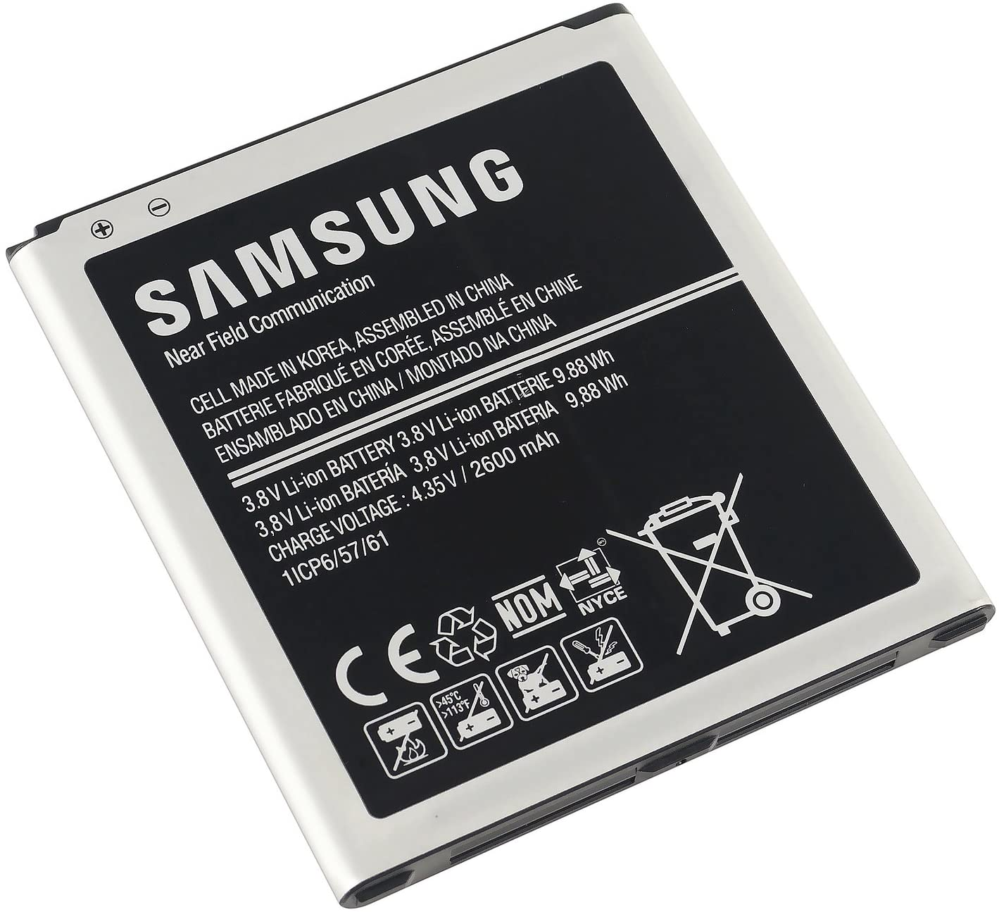 SAMSUNG
Near Field Communication
CELL MADE IN KOREA, ASSEMBLED IN CHINA
BATTERIE FABRIQUÉ EN CORÉE, ASSEMBLÉ EN CHINE
ENSAMBLADO EN CHINA / MONTADO NA CHINA
3.8 V Li-ion BATTERY 3.8 V Li-ion BATTERIE 9.88 Wh
3,8 V Li-ion BATERÍA 3,8 V Li-ion BATERIA 9,88 Wh
CHARGE VOLTAGE : 4.35 V / 2600 mAh
1ICP6/57/61
CE
NOM
NYCE
>45°C
>113°F